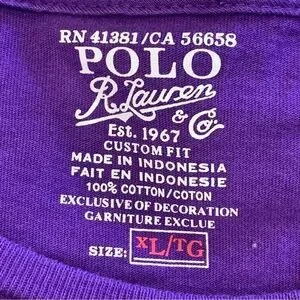 RN 41381/CA 56658
POLO
R.Lauren
& Co.
Est. 1967
CUSTOM FIT
MADE IN INDONESIA
FAIT EN INDONESIE
100% COTTON/COTON
EXCLUSIVE OF DECORATION
GARNITURE EXCLUE
SIZE: XL/TG